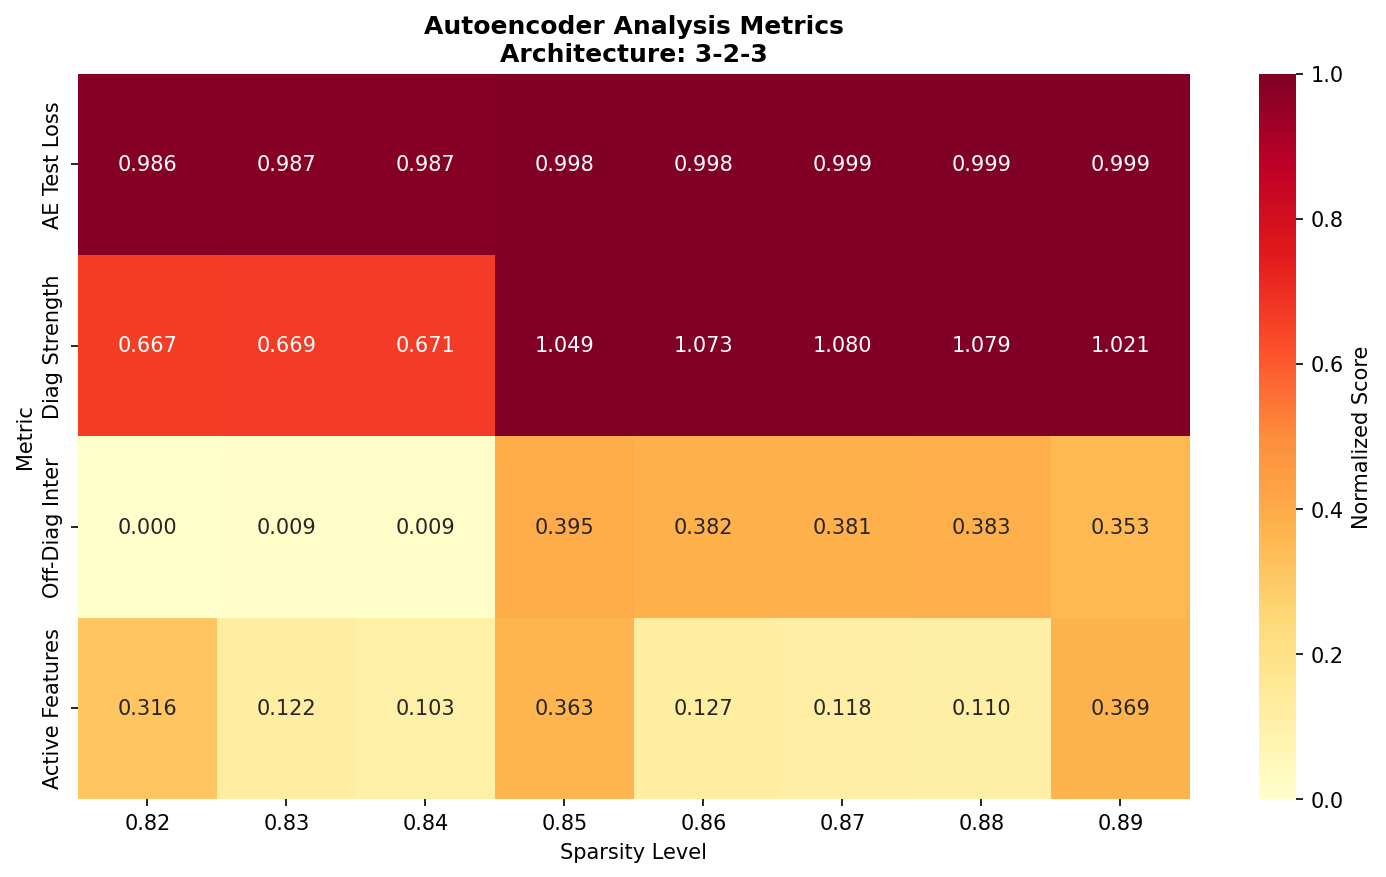 Autoencoder Analysis Metrics
Architecture: 3-2-3
Metric
AE Test Loss
0.986 0.987 0.987 0.998 0.998 0.999 0.999 0.999
Diag Strength
0.667 0.669 0.671 1.049 1.073 1.080 1.079 1.021
Off-Diag Inter
0.000 0.009 0.009 0.395 0.382 0.381 0.383 0.353
Active Features
0.316 0.122 0.103 0.363 0.127 0.118 0.110 0.369
0.82 0.83 0.84 0.85 0.86 0.87 0.88 0.89
Sparsity Level
1.0
0.8
0.6
0.4
0.2
0.0
Normalized Score